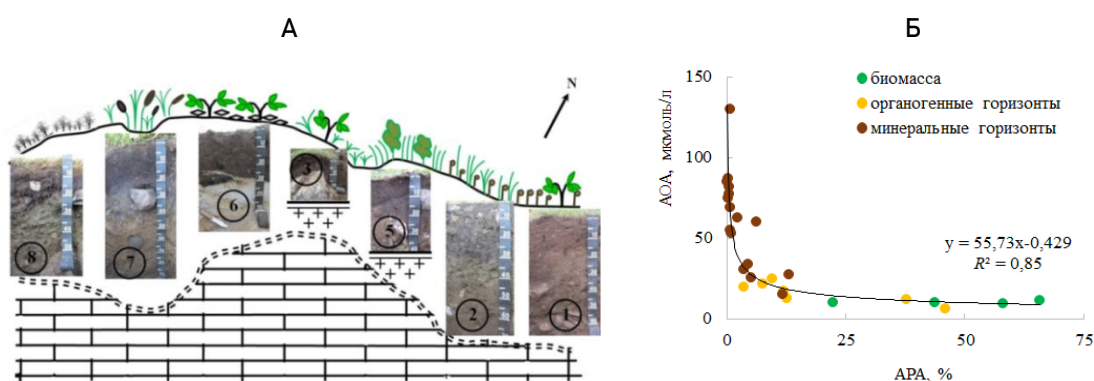 А
Б
N
3
6
5
8
7
2
1
150
100
50
0
АОА, мкмоль/л
биомасса
органогенные горизонты
минеральные горизонты
y = 55,73x-0,429
R² = 0,85
0
25
50
75
АРА, %